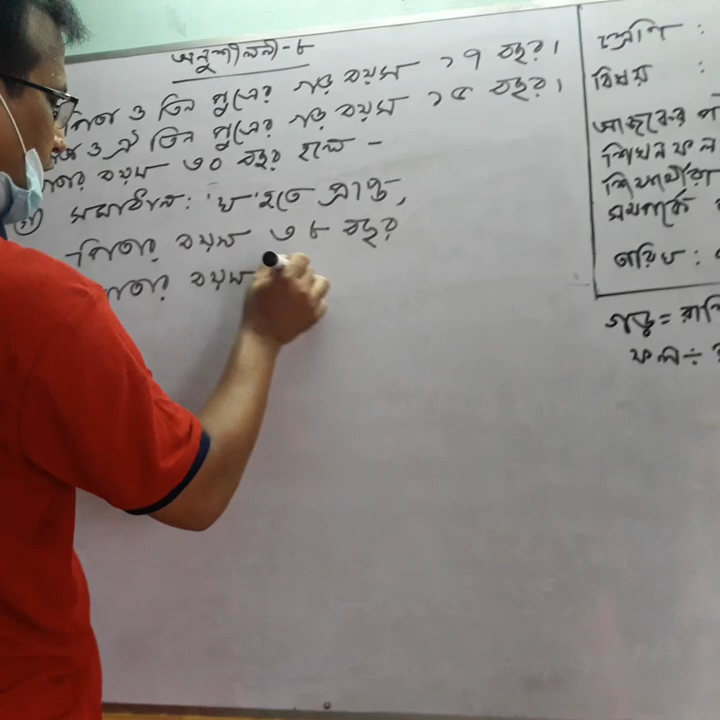 অনুশীলনী-৮
পিতা ও তিন পুত্রের গড় বয়স ২৭ বছর।
ও ঐ তিন পুত্রের গড় বয়স ২৫ বছর।
বয়স ৩০ বছর হলে -
সমাধান: 'ঘ' হতে প্রাপ্ত,
পিতার বয়স ৩৮ বছর
তার বয়স
শ্রেণি :
বিষয় :
আজকের পা
শিখনফল
শিক্ষার্থীরা
সম্পর্কে
তারিখ :
গড় = রাশি
ফল ÷